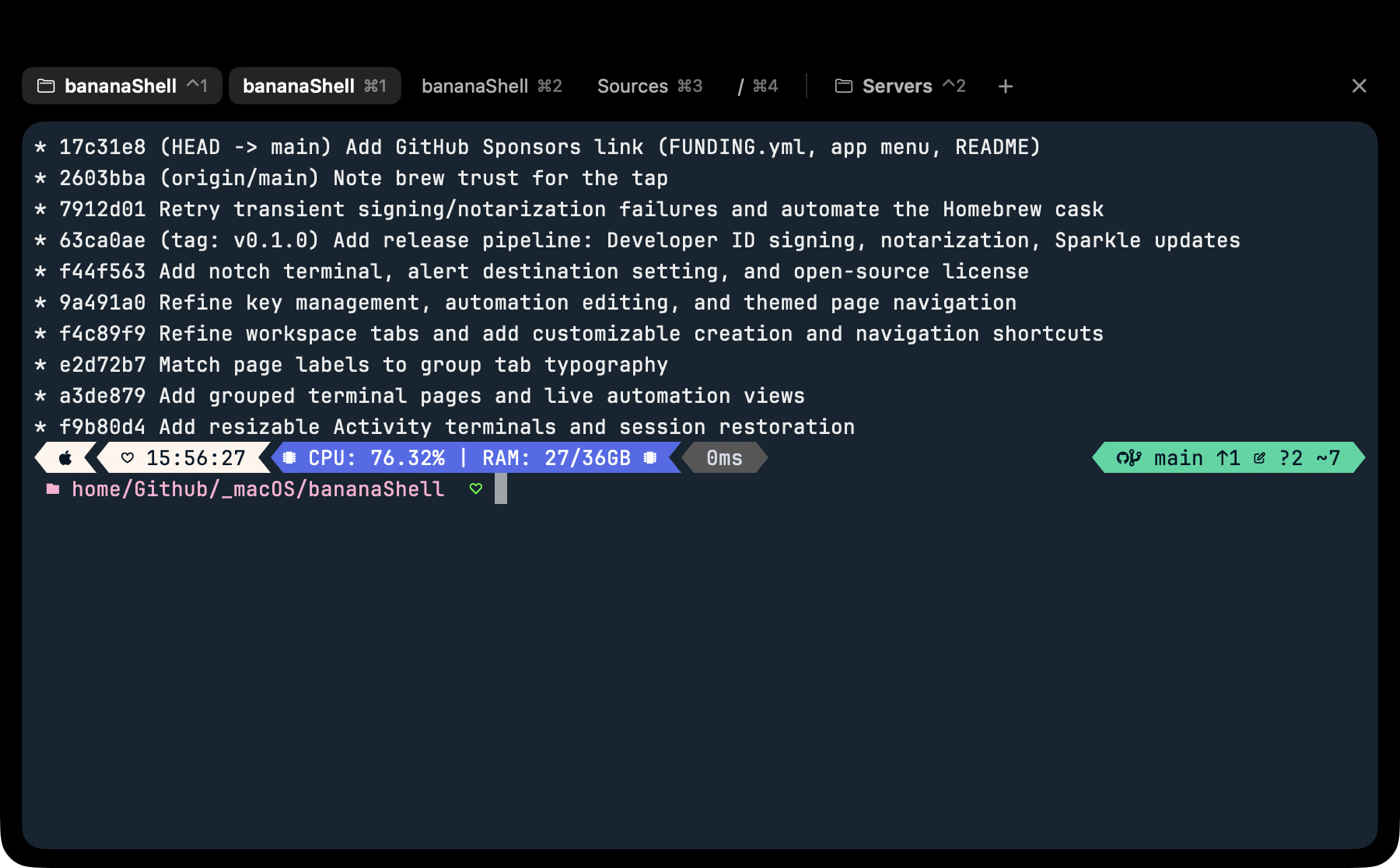 bananaShell ^1 bananaShell ⌘1 bananaShell ⌘2 Sources ⌘3 / ⌘4 Servers ^2 +
* 17c31e8 (HEAD -> main) Add GitHub Sponsors link (FUNDING.yml, app menu, README)
* 2603bba (origin/main) Note brew trust for the tap
* 7912d01 Retry transient signing/notarization failures and automate the Homebrew cask
* 63ca0ae (tag: v0.1.0) Add release pipeline: Developer ID signing, notarization, Sparkle updates
* f44f563 Add notch terminal, alert destination setting, and open-source license
* 9a491a0 Refine key management, automation editing, and themed page navigation
* f4c89f9 Refine workspace tabs and add customizable creation and navigation shortcuts
* e2d72b7 Match page labels to group tab typography
* a3de879 Add grouped terminal pages and live automation views
* f9b80d4 Add resizable Activity terminals and session restoration
♡ 15:56:27 CPU: 76.32% | RAM: 27/36GB 0ms main ↑1 ?2 ~7
home/Github/_macOS/bananaShell ♡